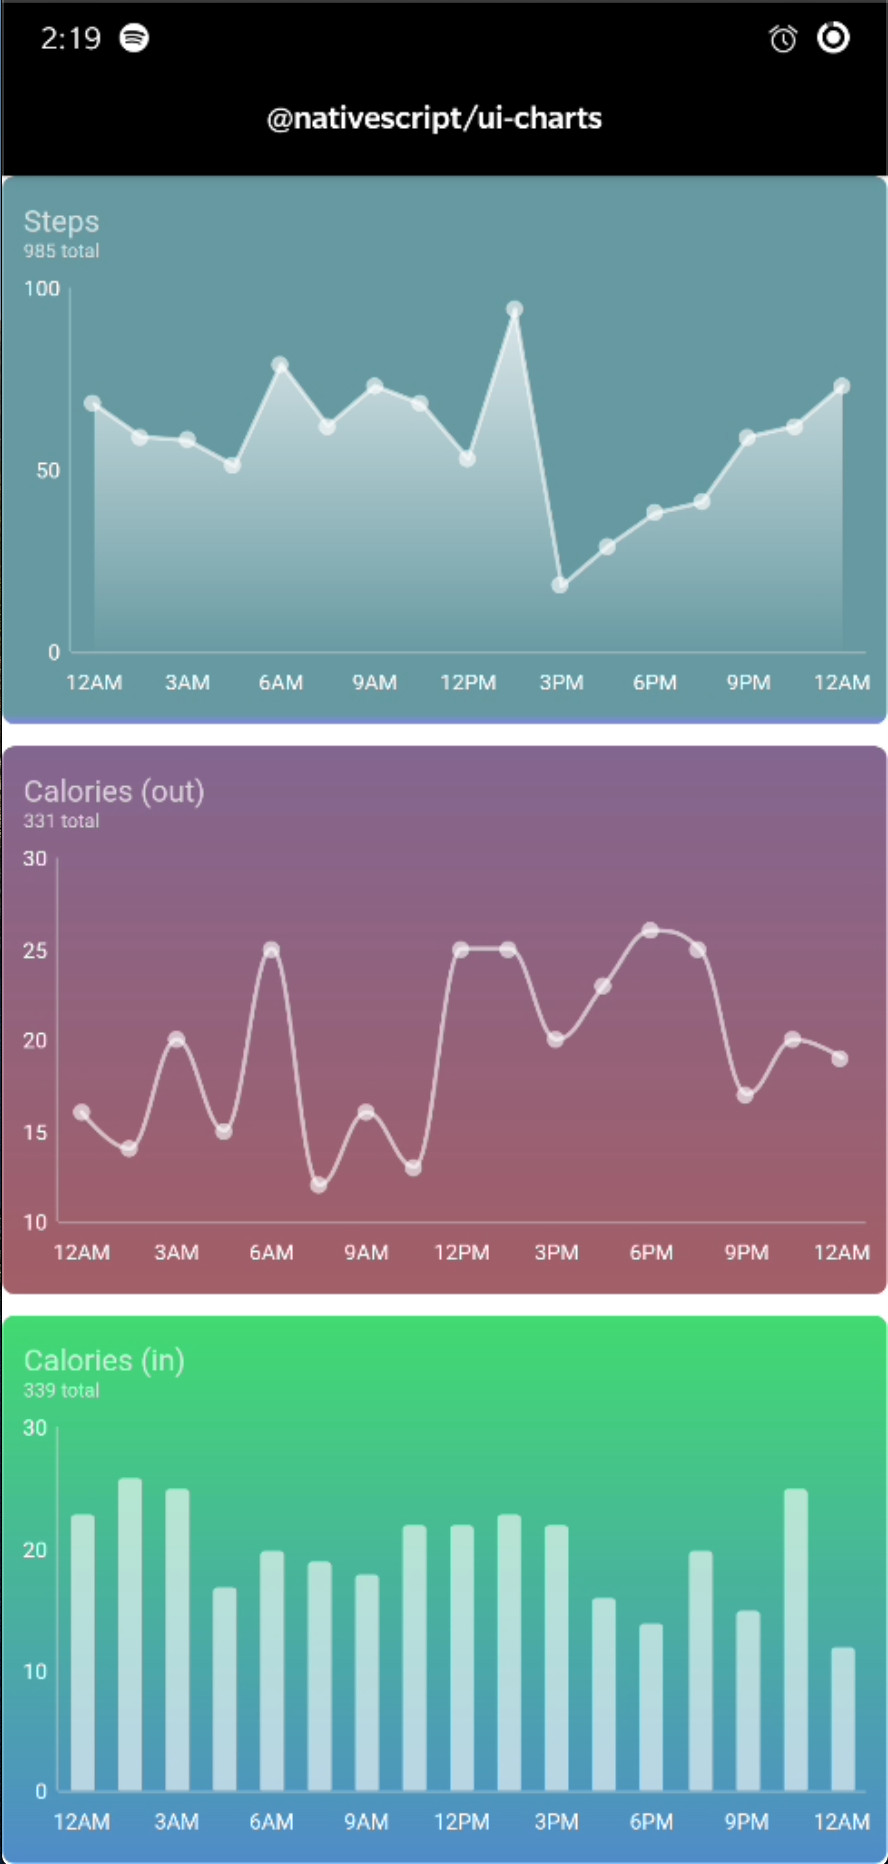 2:19
@nativescript/ui-charts
Steps
985 total
100
50
0
12AM 3AM 6AM 9AM 12PM 3PM 6PM 9PM 12AM
Calories (out)
331 total
30
25
20
15
10
12AM 3AM 6AM 9AM 12PM 3PM 6PM 9PM 12AM
Calories (in)
339 total
30
20
10
0
12AM 3AM 6AM 9AM 12PM 3PM 6PM 9PM 12AM